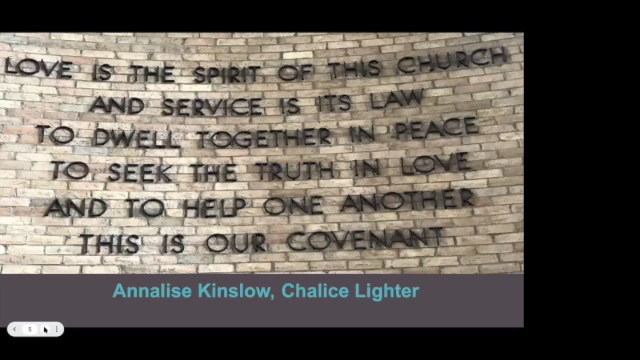 LOVE IS THE SPIRIT OF THIS CHURCH
AND SERVICE IS ITS LAW
TO DWELL TOGETHER IN PEACE
TO SEEK THE TRUTH IN LOVE
AND TO HELP ONE ANOTHER
THIS IS OUR COVENANT
Annalise Kinslow, Chalice Lighter
5